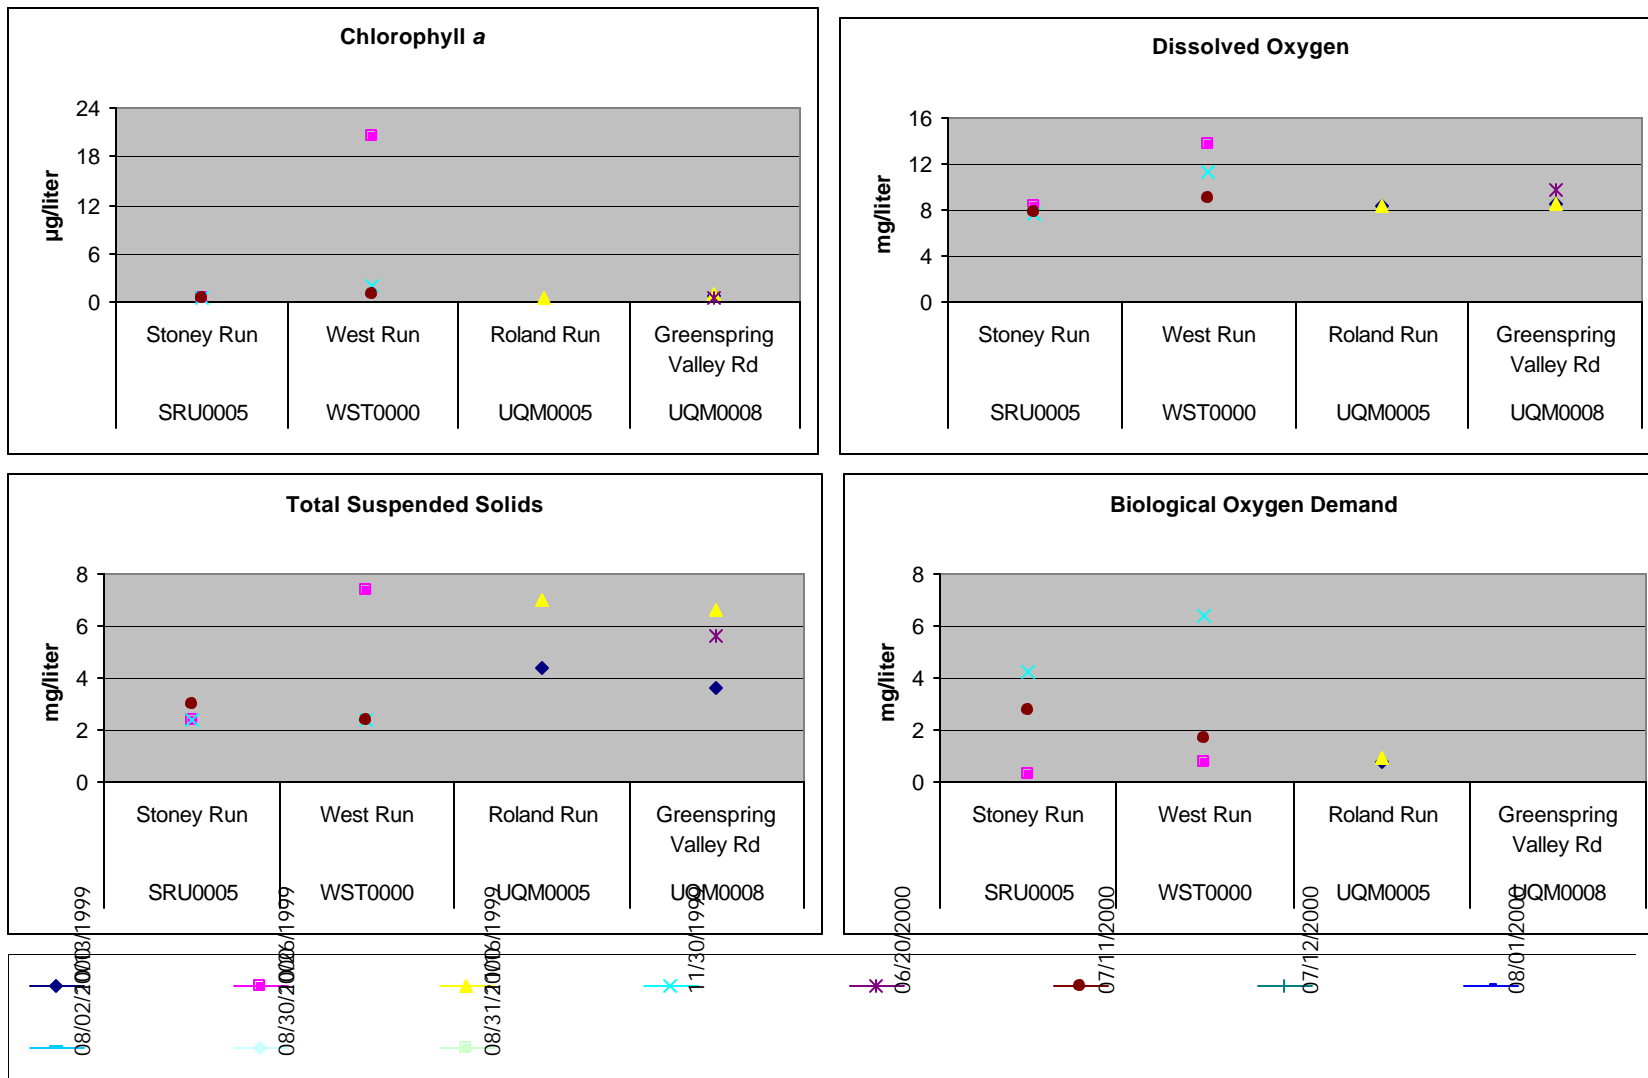 Chlorophyll a
µg/liter
24
18
12
6
0
Stoney Run
West Run
Roland Run
Greenspring
Valley Rd
SRU0005
WST0000
UQM0005
UQM0008
Dissolved Oxygen
mg/liter
16
12
8
4
0
Stoney Run
West Run
Roland Run
Greenspring
Valley Rd
SRU0005
WST0000
UQM0005
UQM0008
Total Suspended Solids
mg/liter
8
6
4
2
0
Stoney Run
West Run
Roland Run
Greenspring
Valley Rd
SRU0005
WST0000
UQM0005
UQM0008
Biological Oxygen Demand
mg/liter
8
6
4
2
0
Stoney Run
West Run
Roland Run
Greenspring
Valley Rd
SRU0005
WST0000
UQM0005
UQM0008
11/30/1999
06/20/2000
07/11/2000
07/12/2000
08/01/2000
08/02/2000
08/30/2000
08/31/2000